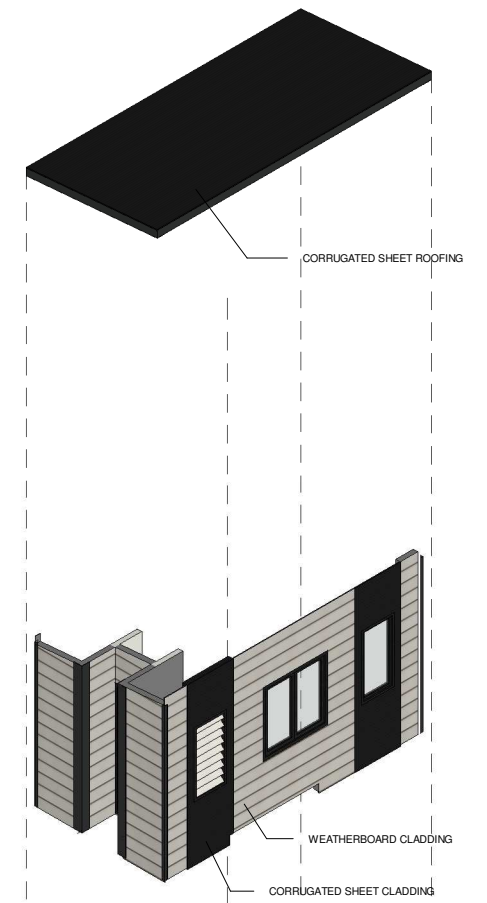 CORRUGATED SHEET ROOFING
WEATHERBOARD CLADDING
CORRUGATED SHEET CLADDING